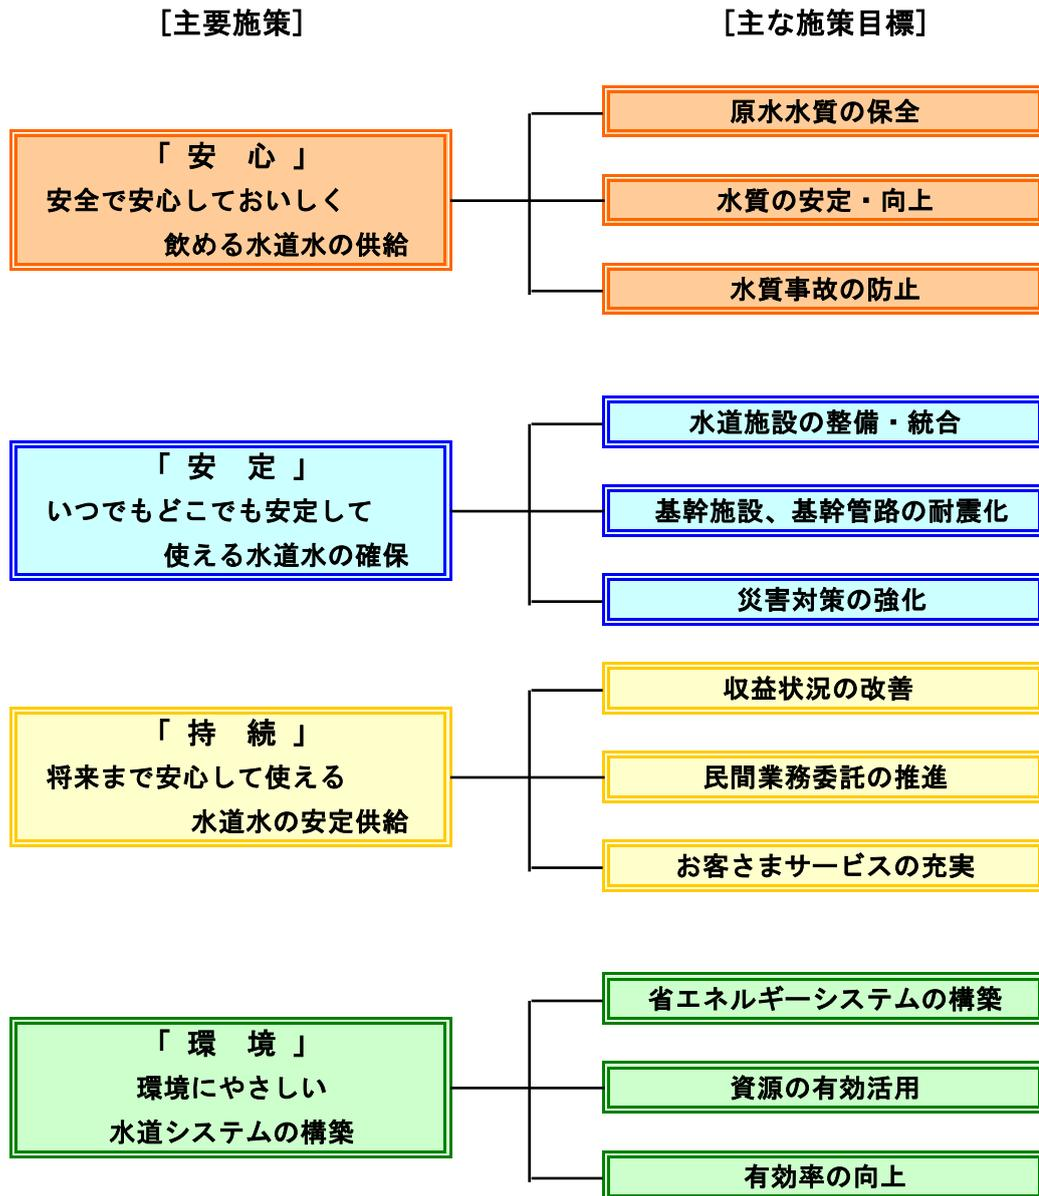 ［主要施策］
［主な施策目標］
「 安　心 」
安全で安心しておいしく
飲める水道水の供給
原水水質の保全
水質の安定・向上
水質事故の防止
「 安　定 」
いつでもどこでも安定して
使える水道水の確保
水道施設の整備・統合
基幹施設、基幹管路の耐震化
災害対策の強化
「 持　続 」
将来まで安心して使える
水道水の安定供給
収益状況の改善
民間業務委託の推進
お客さまサービスの充実
「 環　境 」
環境にやさしい
水道システムの構築
省エネルギーシステムの構築
資源の有効活用
有効率の向上